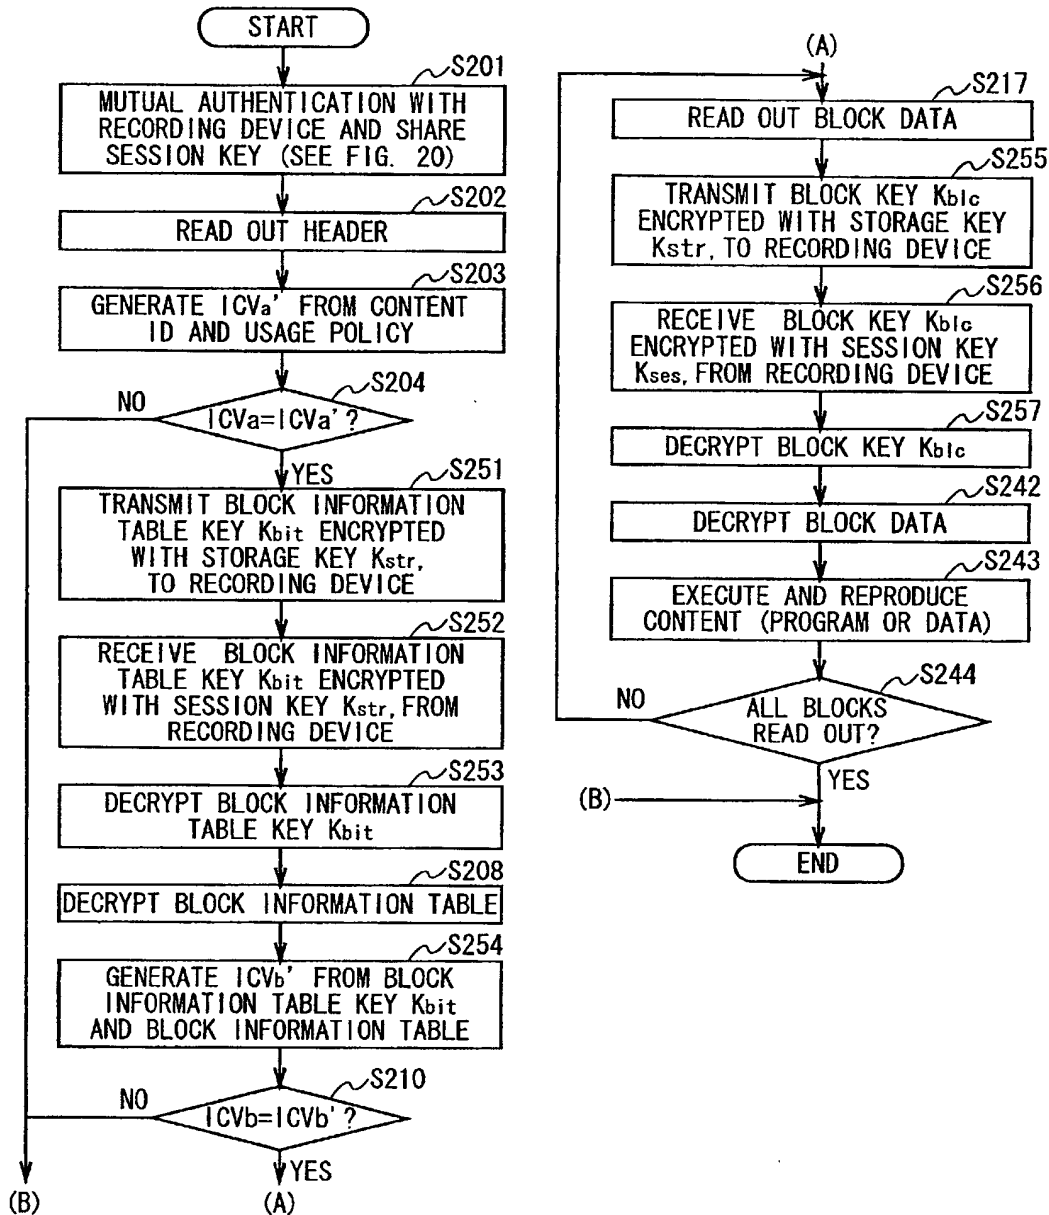 START
S201
MUTUAL AUTHENTICATION WITH
RECORDING DEVICE AND SHARE
SESSION KEY (SEE FIG. 20)
S202
READ OUT HEADER
S203
GENERATE ICVa' FROM CONTENT
ID AND USAGE POLICY
S204
NO
ICVa=ICVa'?
YES
S251
TRANSMIT BLOCK INFORMATION
TABLE KEY Kbit ENCRYPTED
WITH STORAGE KEY Kstr,
TO RECORDING DEVICE
S252
RECEIVE BLOCK INFORMATION
TABLE KEY Kbit ENCRYPTED
WITH SESSION KEY Kstr, FROM
RECORDING DEVICE
S253
DECRYPT BLOCK INFORMATION
TABLE KEY Kbit
S208
DECRYPT BLOCK INFORMATION TABLE
S254
GENERATE ICVb' FROM BLOCK
INFORMATION TABLE KEY Kbit
AND BLOCK INFORMATION TABLE
S210
NO
ICVb=ICVb'?
YES
(B)
(A)
(A)
S217
READ OUT BLOCK DATA
S255
TRANSMIT BLOCK KEY Kblc
ENCRYPTED WITH STORAGE KEY
Kstr, TO RECORDING DEVICE
S256
RECEIVE BLOCK KEY Kblc
ENCRYPTED WITH SESSION KEY
Kses, FROM RECORDING DEVICE
S257
DECRYPT BLOCK KEY Kblc
S242
DECRYPT BLOCK DATA
S243
EXECUTE AND REPRODUCE
CONTENT (PROGRAM OR DATA)
S244
NO
ALL BLOCKS
READ OUT?
YES
(B)
END